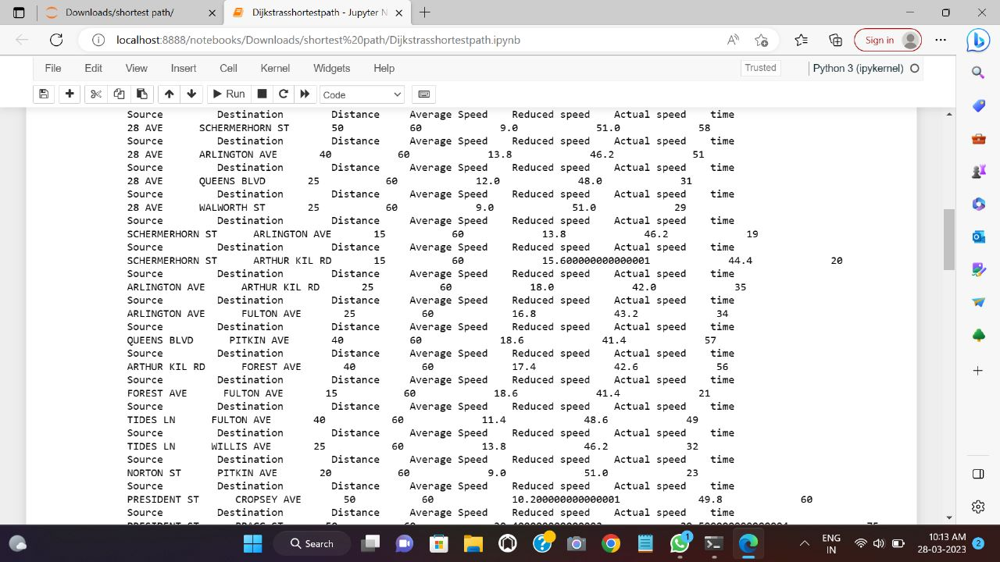 Downloads/shortest path/
Dijkstrasshortestpath - Jupyter N
localhost:8888/notebooks/Downloads/shortest%20path/Dijkstrasshortestpath.ipynb
Sign in
File Edit View Insert Cell Kernel Widgets Help
Trusted
Python 3 (ipykernel)
Run
Code
Source Destination Distance Average Speed Reduced speed Actual speed time
28 AVE SCHERMERHORN ST 50 60 9.0 51.0 58
Source Destination Distance Average Speed Reduced speed Actual speed time
28 AVE ARLINGTON AVE 40 60 13.8 46.2 51
Source Destination Distance Average Speed Reduced speed Actual speed time
28 AVE QUEENS BLVD 25 60 12.0 48.0 31
Source Destination Distance Average Speed Reduced speed Actual speed time
28 AVE WALWORTH ST 25 60 9.0 51.0 29
Source Destination Distance Average Speed Reduced speed Actual speed time
SCHERMERHORN ST ARLINGTON AVE 15 60 13.8 46.2 19
Source Destination Distance Average Speed Reduced speed Actual speed time
SCHERMERHORN ST ARTHUR KIL RD 15 60 15.600000000000001 44.4 20
Source Destination Distance Average Speed Reduced speed Actual speed time
ARLINGTON AVE ARTHUR KIL RD 25 60 18.0 42.0 35
Source Destination Distance Average Speed Reduced speed Actual speed time
ARLINGTON AVE FULTON AVE 25 60 16.8 43.2 34
Source Destination Distance Average Speed Reduced speed Actual speed time
QUEENS BLVD PITKIN AVE 40 60 18.6 41.4 57
Source Destination Distance Average Speed Reduced speed Actual speed time
ARTHUR KIL RD FOREST AVE 40 60 17.4 42.6 56
Source Destination Distance Average Speed Reduced speed Actual speed time
FOREST AVE FULTON AVE 15 60 18.6 41.4 21
Source Destination Distance Average Speed Reduced speed Actual speed time
TIDES LN FULTON AVE 40 60 11.4 48.6 49
Source Destination Distance Average Speed Reduced speed Actual speed time
TIDES LN WILLIS AVE 25 60 13.8 46.2 32
Source Destination Distance Average Speed Reduced speed Actual speed time
NORTON ST PITKIN AVE 20 60 9.0 51.0 23
Source Destination Distance Average Speed Reduced speed Actual speed time
PRESIDENT ST CROPSEY AVE 50 60 10.200000000000001 49.8 60
Source Destination Distance Average Speed Reduced speed Actual speed time
Search
1
ENG
IN
10:13 AM
28-03-2023
2